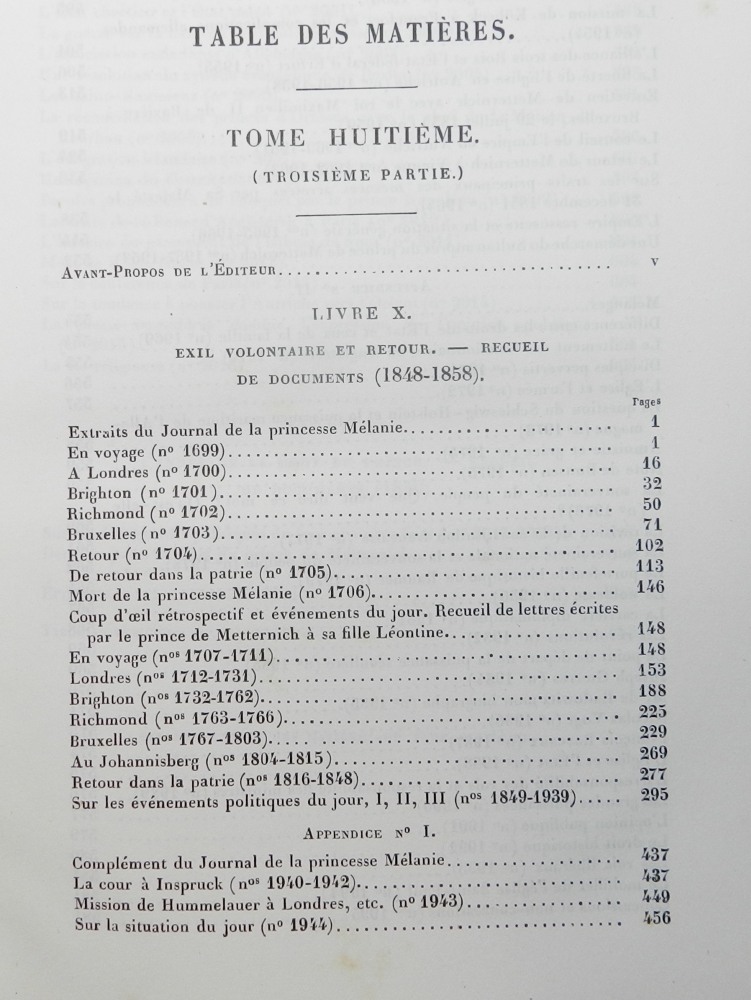 TABLE DES MATIÈRES.
TOME HUITIÈME.
(TROISIÈME PARTIE.)
AVANT-PROPOS DE L'ÉDITEUR. V
LIVRE X.
EXIL VOLONTAIRE ET RETOUR. — RECUEIL
DE DOCUMENTS (1848-1858).
Pages
Extraits du Journal de la princesse Mélanie. 1
En voyage (nº 1699). 1
A Londres (nº 1700). 16
Brighton (nº 1701). 32
Richmond (nº 1702). 50
Bruxelles (nº 1703). 71
Retour (nº 1704). 102
De retour dans la patrie (nº 1705). 113
Mort de la princesse Mélanie (nº 1706). 146
Coup d'œil rétrospectif et événements du jour. Recueil de lettres écrites
par le prince de Metternich à sa fille Léontine. 148
En voyage (nos 1707-1711). 148
Londres (nos 1712-1731). 153
Brighton (nos 1732-1762). 188
Richmond (nos 1763-1766). 225
Bruxelles (nos 1767-1803). 229
Au Johannisberg (nos 1804-1815). 269
Retour dans la patrie (nos 1816-1848). 277
Sur les événements politiques du jour, I, II, III (nos 1849-1939). 295
APPENDICE Nº I.
Complément du Journal de la princesse Mélanie. 437
La cour à Inspruck (nos 1940-1942). 437
Mission de Hummelauer à Londres, etc. (nº 1943). 449
Sur la situation du jour (nº 1944). 456